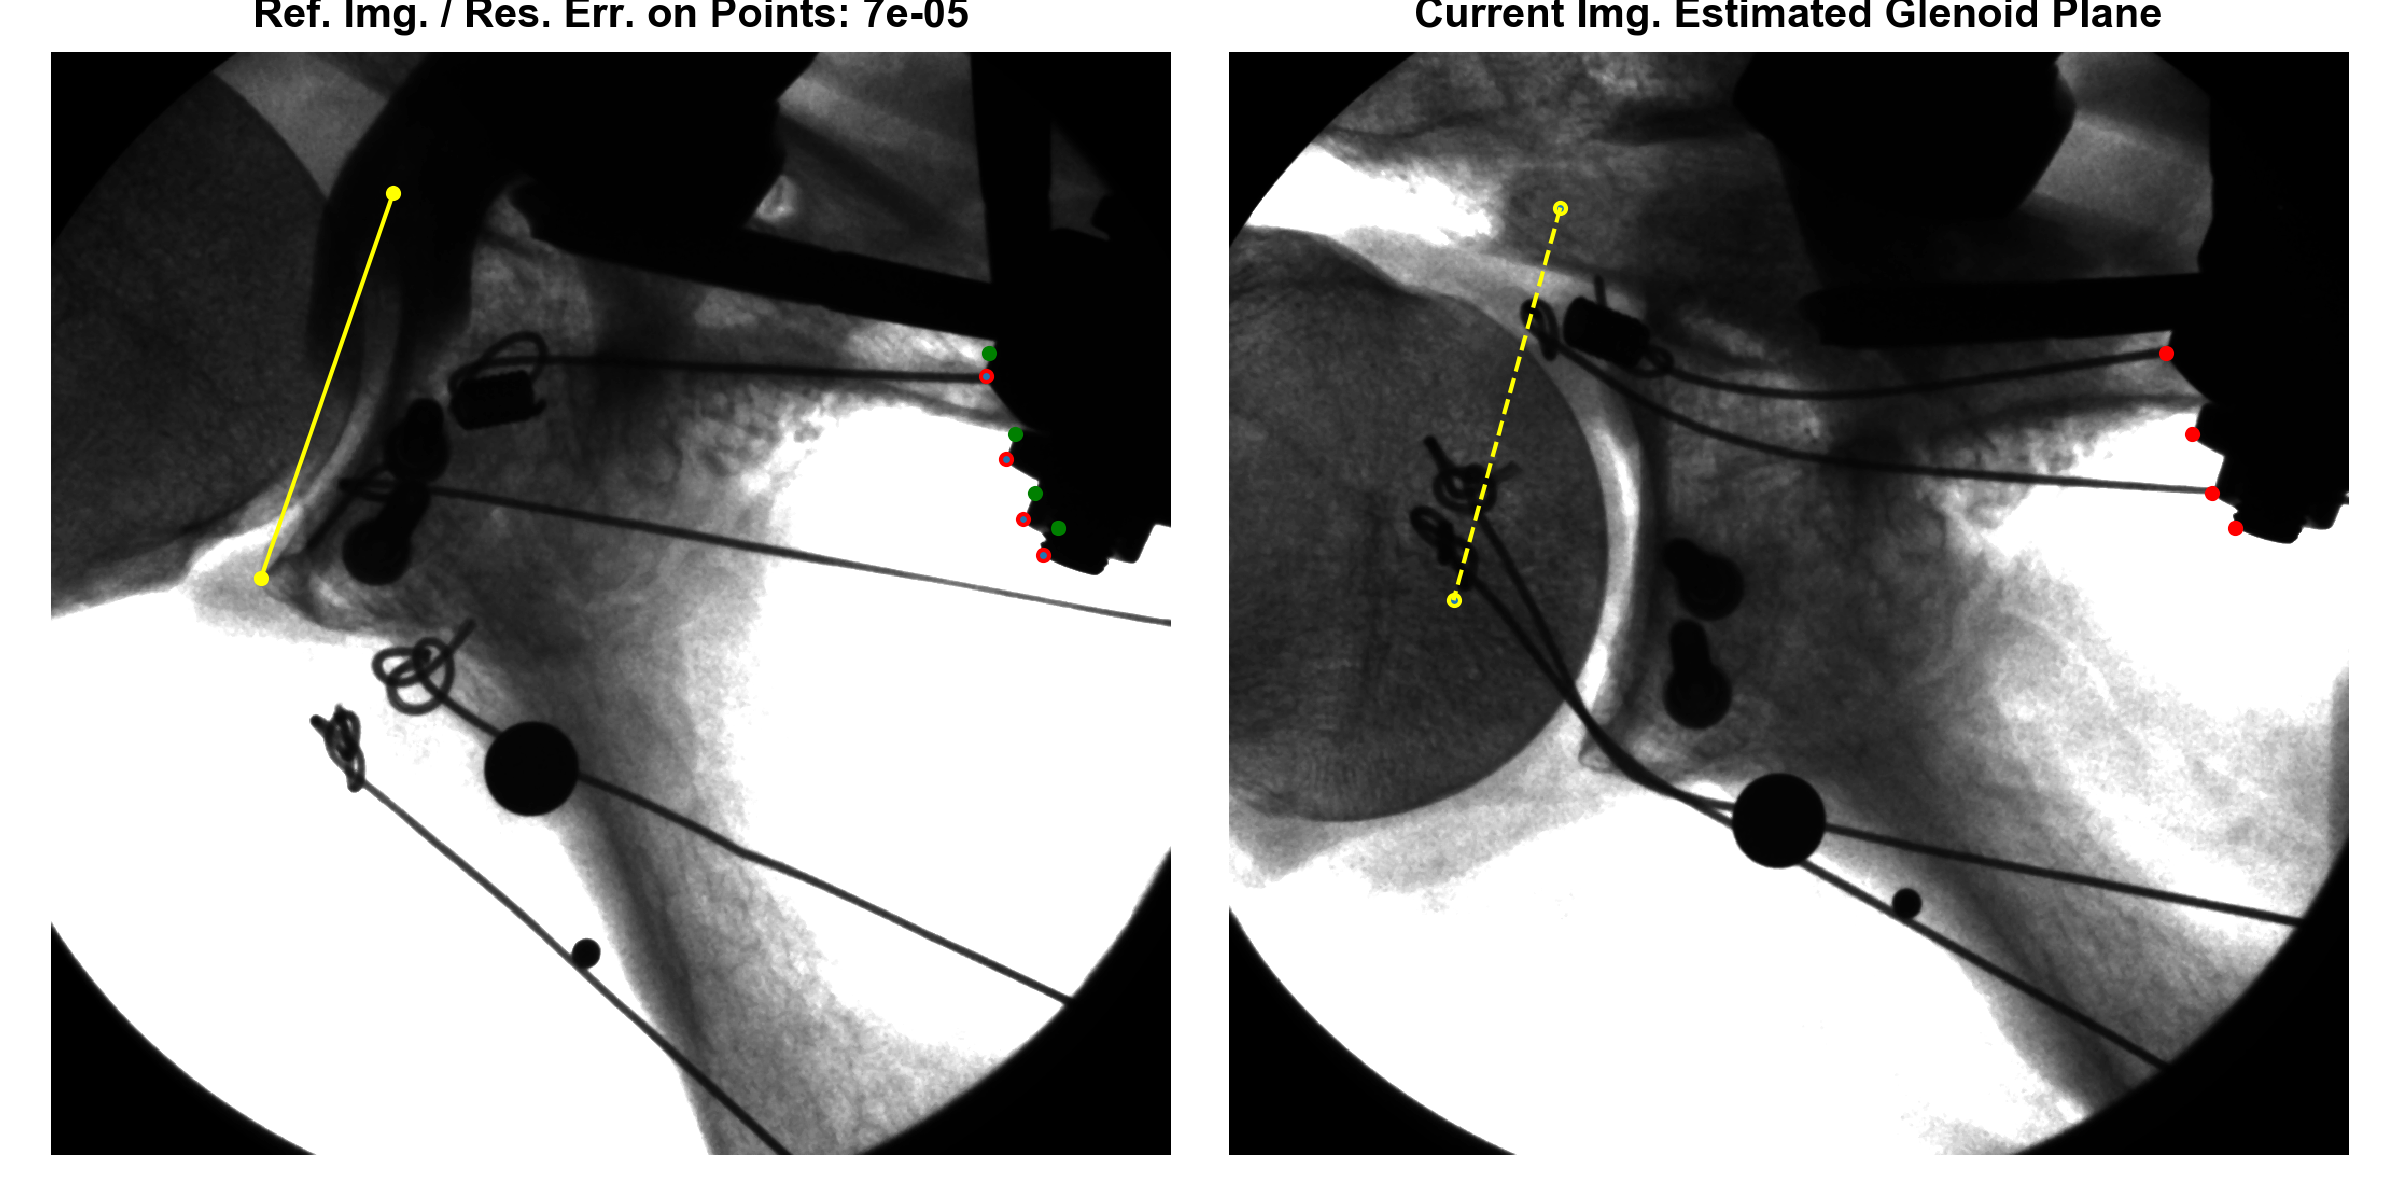 Ref. Img. / Res. Err. on Points: 7e-05
Current Img. Estimated Glenoid Plane